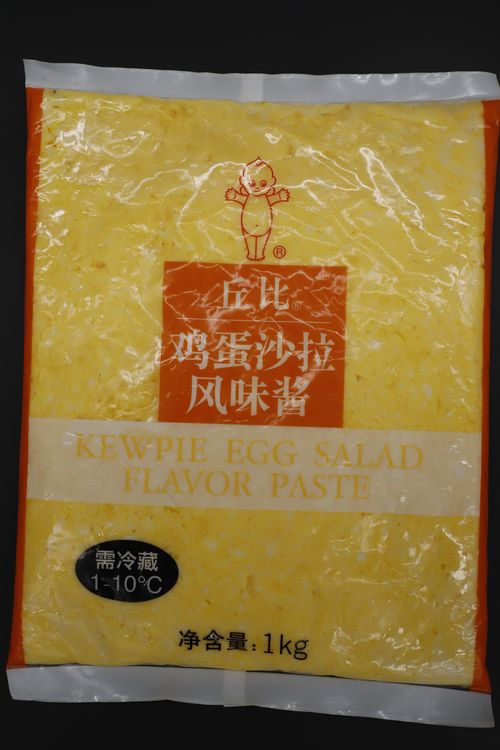 ®
丘比®
鸡蛋沙拉
风味酱
KEWPIE EGG SALAD
FLAVOR PASTE
需冷藏
1-10℃
净含量:1kg